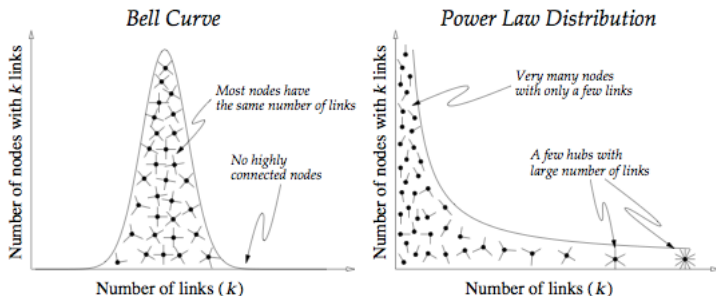 Bell Curve
Number of nodes with k links
Most nodes have
the same number of links
No highly
connected nodes
Number of links (k)
Power Law Distribution
Number of nodes with k links
Very many nodes
with only a few links
A few hubs with
large number of links
Number of links (k)